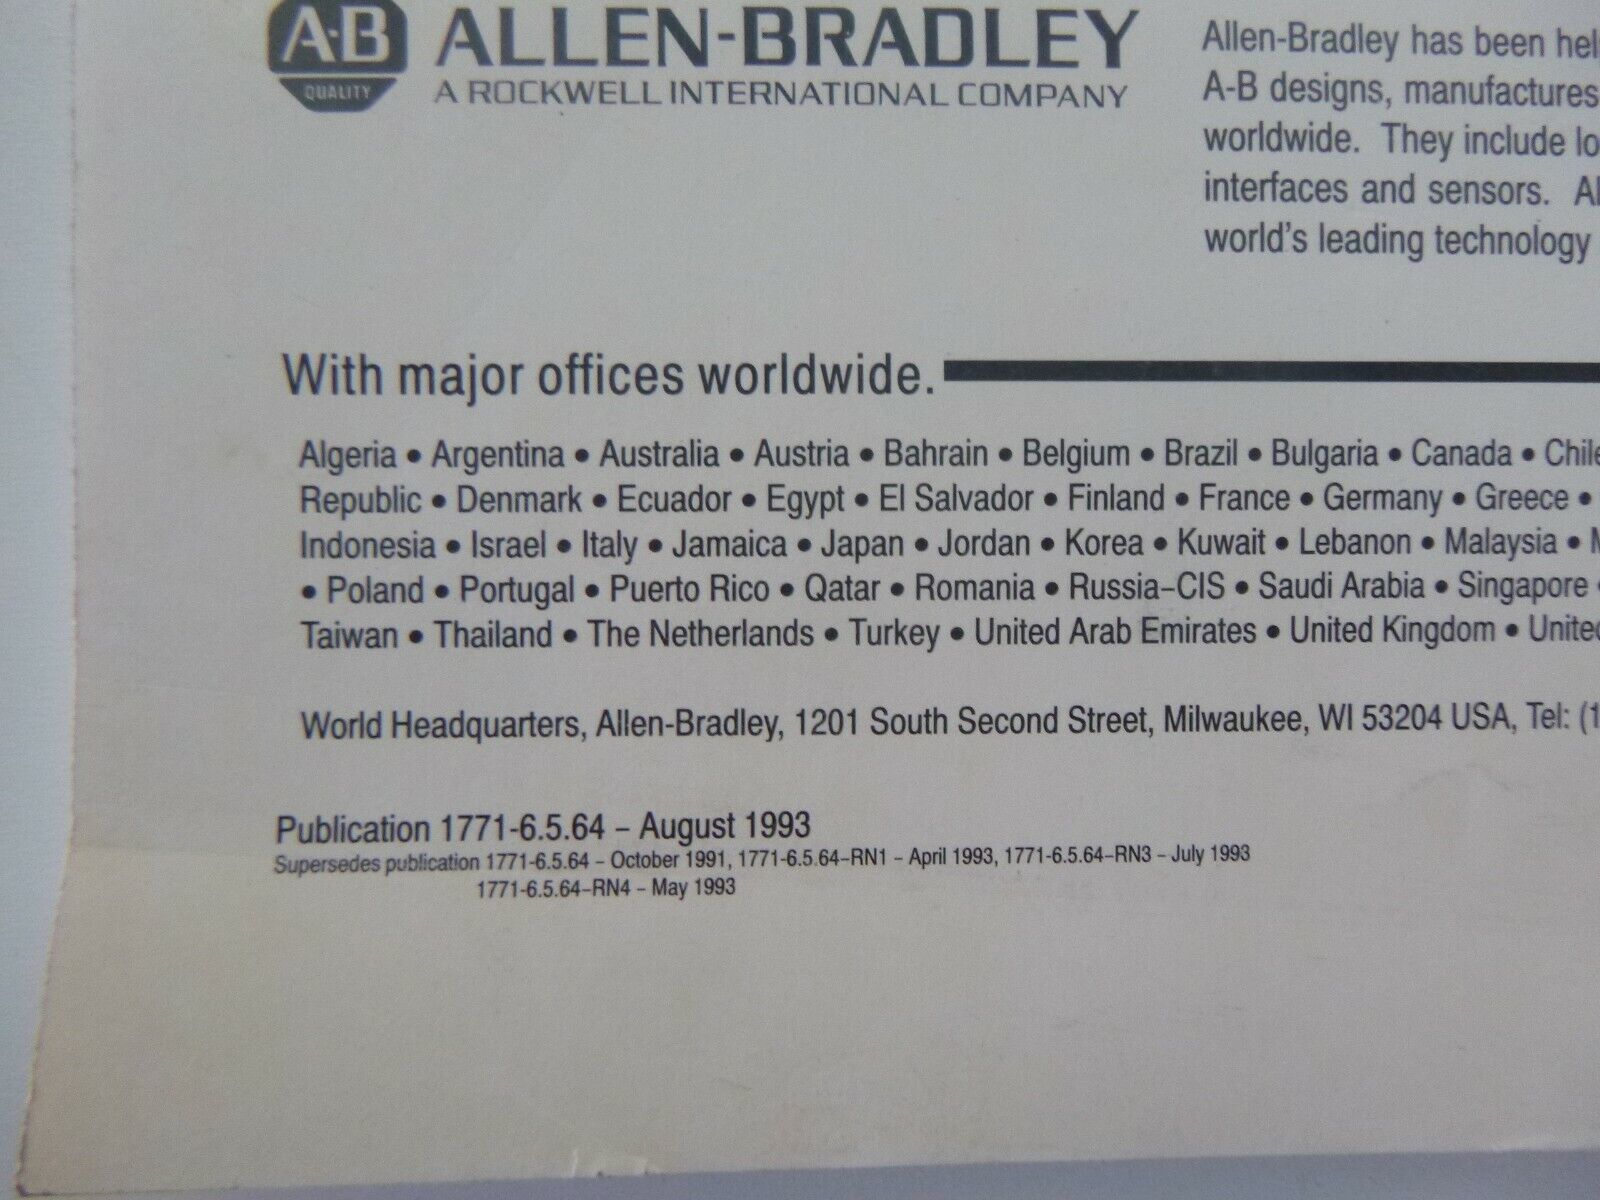 A-B
QUALITY
ALLEN-BRADLEY
A ROCKWELL INTERNATIONAL COMPANY
Allen-Bradley has been
A-B designs, manufactures
worldwide. They include
interfaces and sensors.
world's leading technology
With major offices worldwide.
Algeria • Argentina • Australia • Austria • Bahrain • Belgium • Brazil • Bulgaria • Canada • Chile
Republic • Denmark • Ecuador • Egypt • El Salvador • Finland • France • Germany • Greece •
Indonesia • Israel • Italy • Jamaica • Japan • Jordan • Korea • Kuwait • Lebanon • Malaysia •
• Poland • Portugal • Puerto Rico • Qatar • Romania • Russia–CIS • Saudi Arabia • Singapore •
Taiwan • Thailand • The Netherlands • Turkey • United Arab Emirates • United Kingdom • United
World Headquarters, Allen-Bradley, 1201 South Second Street, Milwaukee, WI 53204 USA, Tel: (1
Publication 1771-6.5.64 – August 1993
Supersedes publication 1771-6.5.64 – October 1991, 1771-6.5.64–RN1 – April 1993, 1771-6.5.64–RN3 – July 1993
1771-6.5.64–RN4 – May 1993